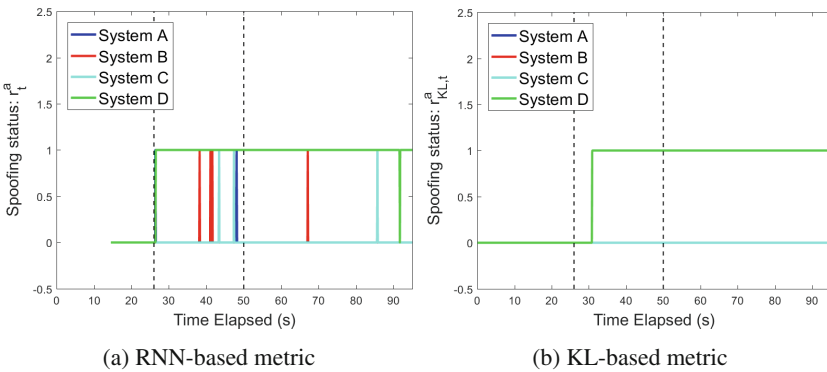 2.5
2
1.5
1
0.5
0
-0.5
Spoofing status: r_t^a
System A
System B
System C
System D
0 10 20 30 40 50 60 70 80 90
Time Elapsed (s)
(a) RNN-based metric
2.5
2
1.5
1
0.5
0
-0.5
Spoofing status: r_{KL,t}^a
System A
System B
System C
System D
0 10 20 30 40 50 60 70 80 90
Time Elapsed (s)
(b) KL-based metric